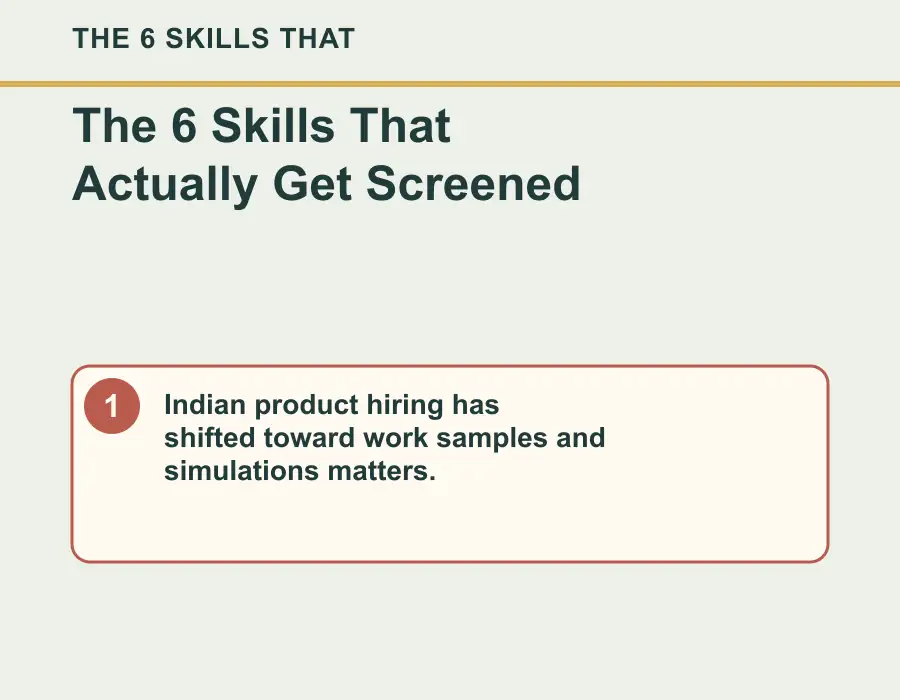 THE 6 SKILLS THAT
The 6 Skills That
Actually Get Screened
1
Indian product hiring has
shifted toward work samples and
simulations matters.